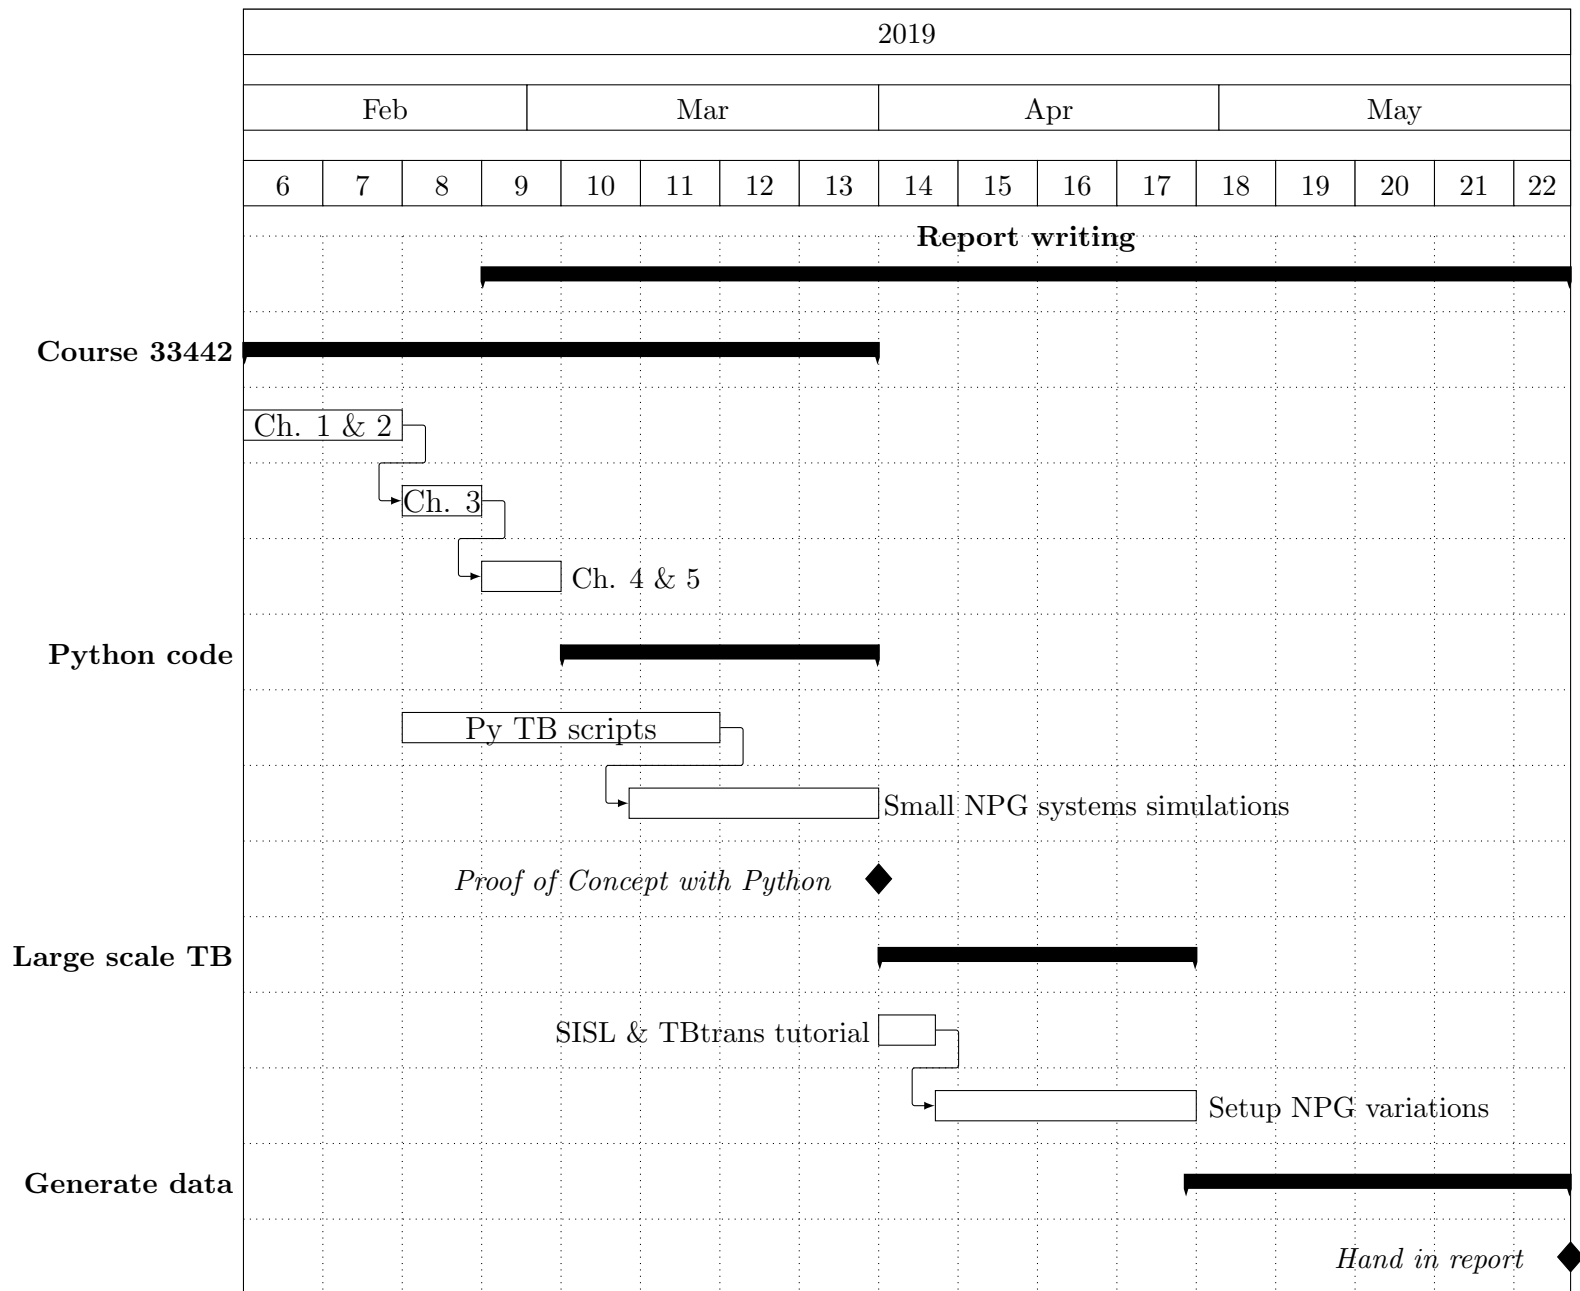 2019
Feb Mar Apr May
6 7 8 9 10 11 12 13 14 15 16 17 18 19 20 21 22
Report writing
Course 33442
Ch. 1 & 2
Ch. 3
Ch. 4 & 5
Python code
Py TB scripts
Small NPG systems simulations
Proof of Concept with Python
Large scale TB
SISL & TBtrans tutorial
Setup NPG variations
Generate data
Hand in report